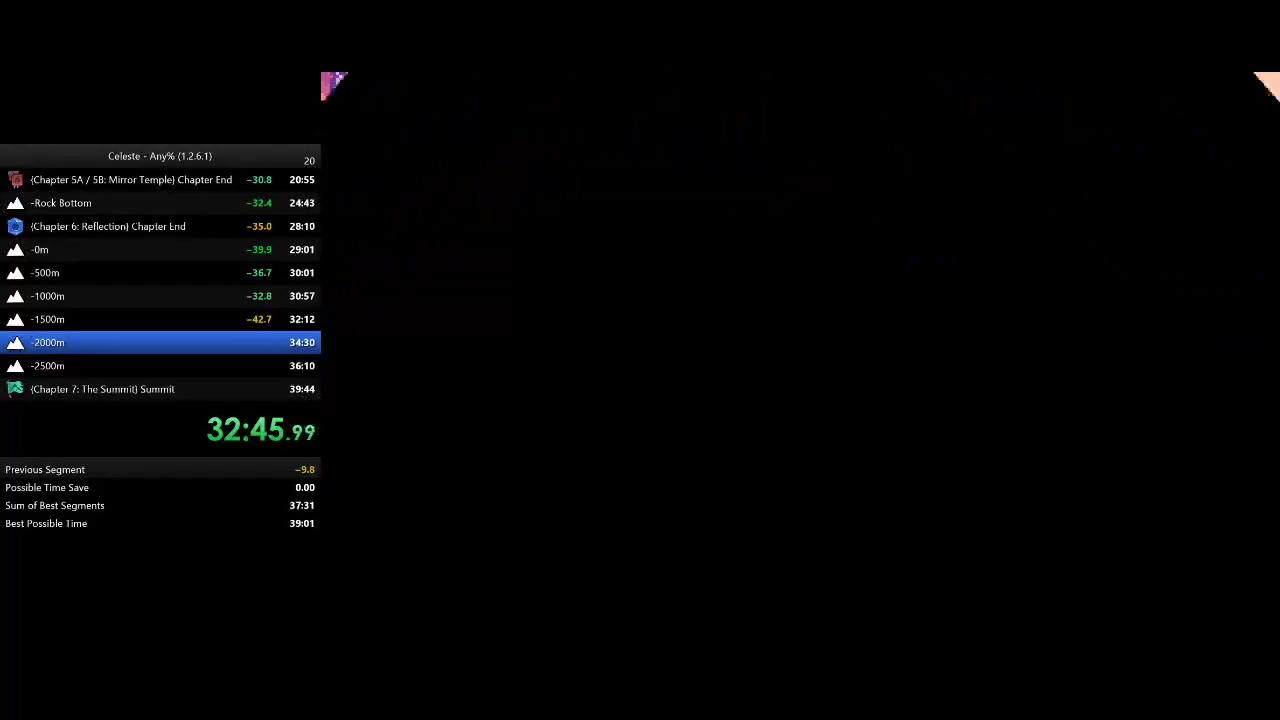 Celeste - Any% (1.2.6.1)
20
{Chapter 5A / 5B: Mirror Temple} Chapter End −30.8 20:55
-Rock Bottom −32.4 24:43
{Chapter 6: Reflection} Chapter End −35.0 28:10
-0m −39.9 29:01
-500m −36.7 30:01
-1000m −32.8 30:57
-1500m −42.7 32:12
-2000m 34:30
-2500m 36:10
{Chapter 7: The Summit} Summit 39:44
32:45.99
Previous Segment −9.8
Possible Time Save 0.00
Sum of Best Segments 37:31
Best Possible Time 39:01